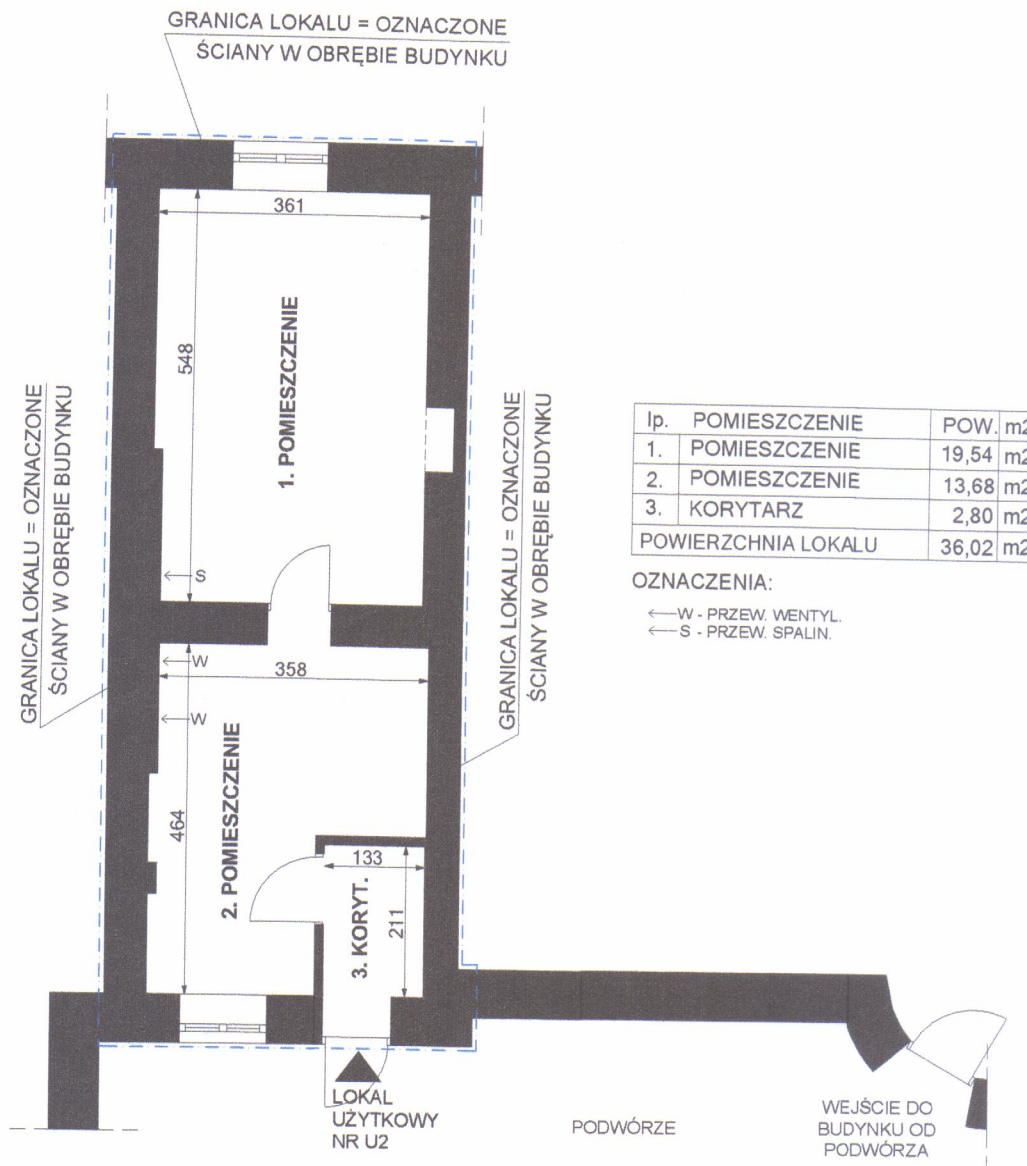 GRANICA LOKALU = OZNACZONE
ŚCIANY W OBRĘBIE BUDYNKU
361
548
1. POMIESZCZENIE
GRANICA LOKALU = OZNACZONE
ŚCIANY W OBRĘBIE BUDYNKU
GRANICA LOKALU = OZNACZONE
ŚCIANY W OBRĘBIE BUDYNKU
lp. POMIESZCZENIE POW. m2
1. POMIESZCZENIE 19,54 m2
2. POMIESZCZENIE 13,68 m2
3. KORYTARZ 2,80 m2
POWIERZCHNIA LOKALU 36,02 m2
OZNACZENIA:
W - PRZEW. WENTYL.
S - PRZEW. SPALIN.
S
W
358
W
464
2. POMIESZCZENIE
133
3. KORYT.
211
LOKAL
UŻYTKOWY
NR U2
PODWÓRZE
WEJŚCIE DO
BUDYNKU OD
PODWÓRZA